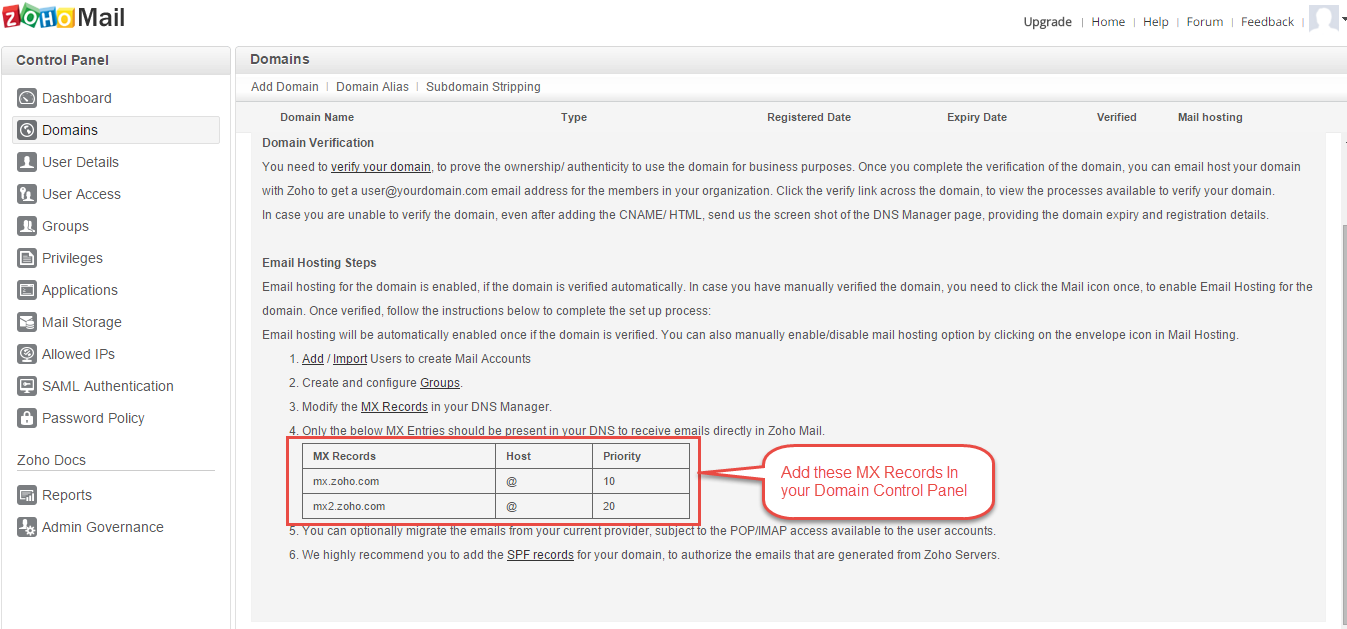 ZOHO Mail
Upgrade | Home | Help | Forum | Feedback |
Control Panel
Dashboard
Domains
User Details
User Access
Groups
Privileges
Applications
Mail Storage
Allowed IPs
SAML Authentication
Password Policy
Zoho Docs
Reports
Admin Governance
Domains
Add Domain | Domain Alias | Subdomain Stripping
Domain Name Type Registered Date Expiry Date Verified Mail hosting
Domain Verification
You need to verify your domain, to prove the ownership/ authenticity to use the domain for business purposes. Once you complete the verification of the domain, you can email host your domain
with Zoho to get a user@yourdomain.com email address for the members in your organization. Click the verify link across the domain, to view the processes available to verify your domain.
In case you are unable to verify the domain, even after adding the CNAME/ HTML, send us the screen shot of the DNS Manager page, providing the domain expiry and registration details.
Email Hosting Steps
Email hosting for the domain is enabled, if the domain is verified automatically. In case you have manually verified the domain, you need to click the Mail icon once, to enable Email Hosting for the
domain. Once verified, follow the instructions below to complete the set up process:
Email hosting will be automatically enabled once if the domain is verified. You can also manually enable/disable mail hosting option by clicking on the envelope icon in Mail Hosting.
1. Add / Import Users to create Mail Accounts
2. Create and configure Groups.
3. Modify the MX Records in your DNS Manager.
4. Only the below MX Entries should be present in your DNS to receive emails directly in Zoho Mail.
MX Records Host Priority
mx.zoho.com @ 10
mx2.zoho.com @ 20
Add these MX Records In
your Domain Control Panel
5. You can optionally migrate the emails from your current provider, subject to the POP/IMAP access available to the user accounts.
6. We highly recommend you to add the SPF records for your domain, to authorize the emails that are generated from Zoho Servers.